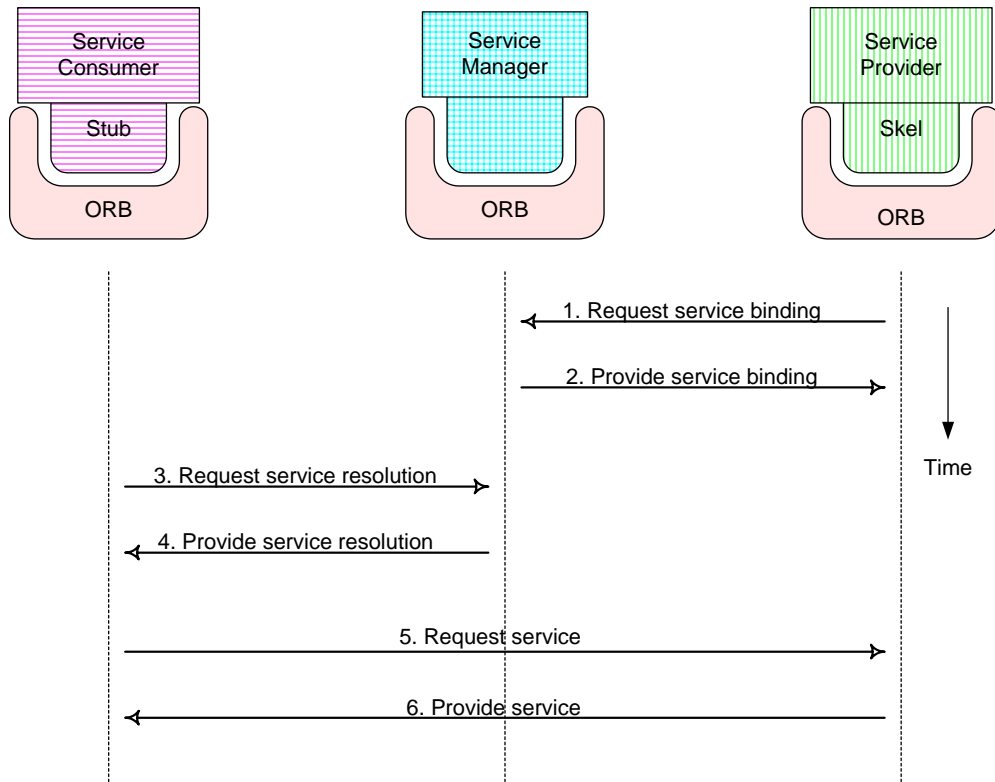 Service
Consumer
Service
Manager
Service
Provider
Stub
Skel
ORB
ORB
ORB
1. Request service binding
2. Provide service binding
Time
3. Request service resolution
4. Provide service resolution
5. Request service
6. Provide service